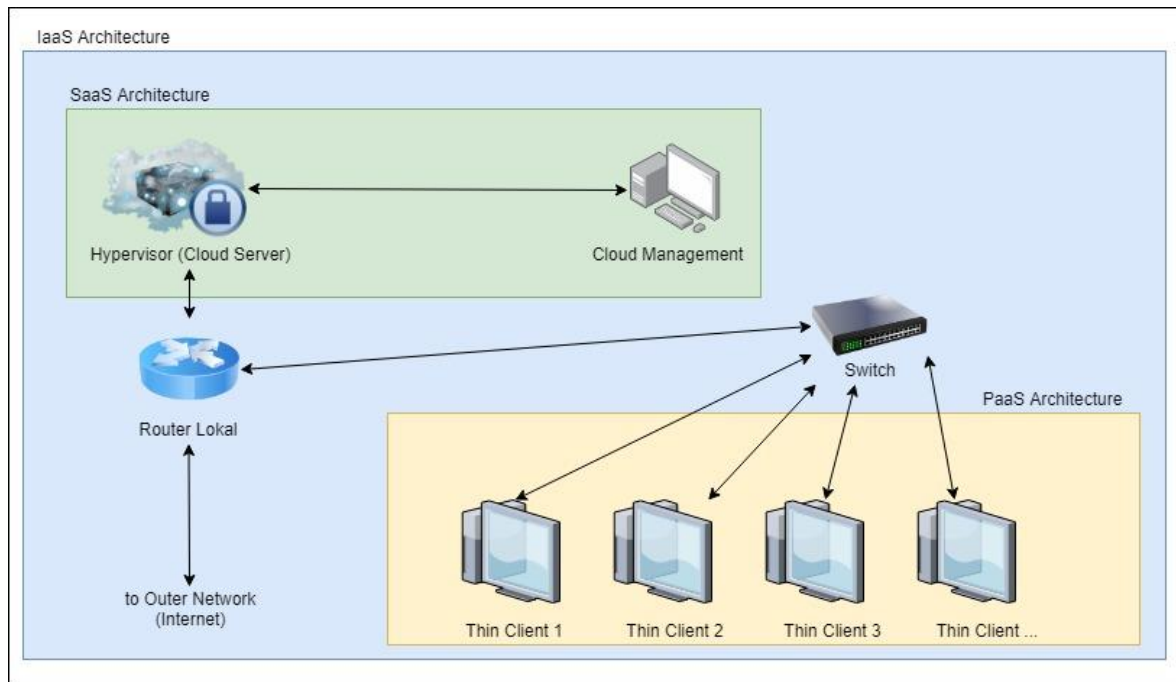 IaaS Architecture
SaaS Architecture
Hypervisor (Cloud Server)
Cloud Management
Switch
PaaS Architecture
Router Lokal
to Outer Network
(Internet)
Thin Client 1
Thin Client 2
Thin Client 3
Thin Client ...